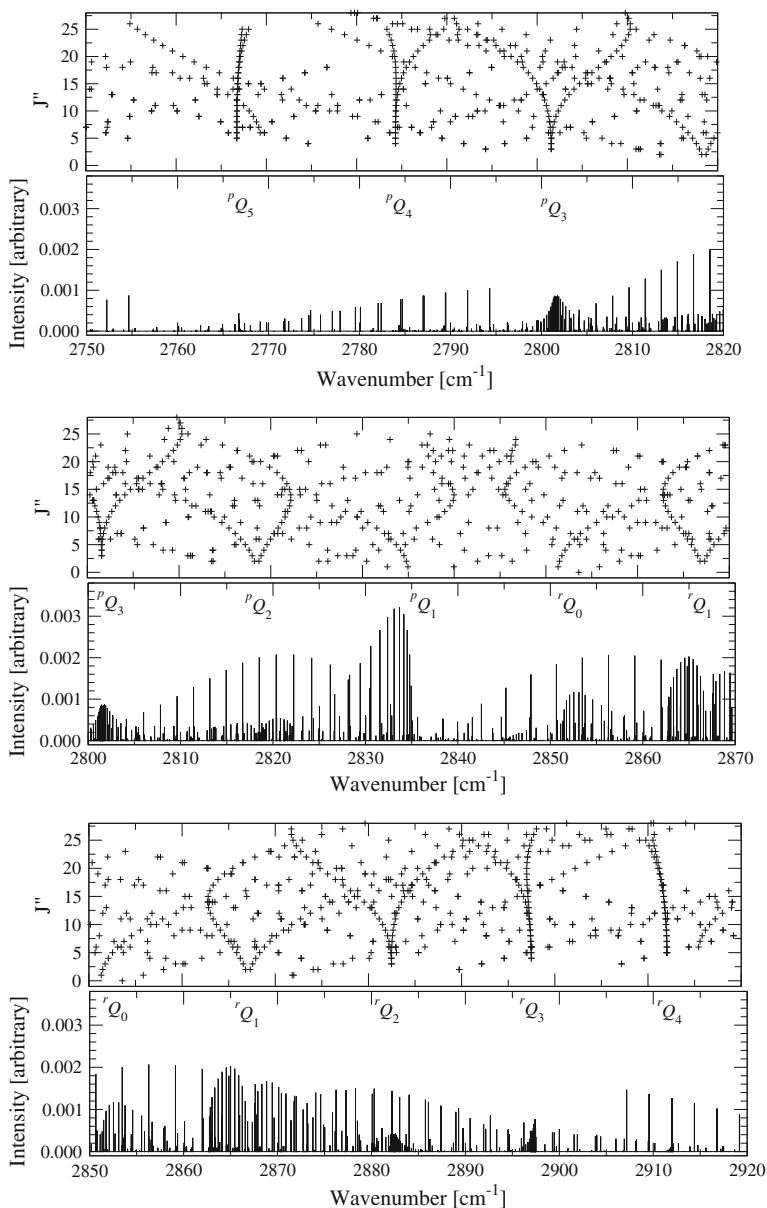 25
20
15
10
5
0
J"
0.003
0.002
0.001
0.000
Intensity [arbitrary]
pQ5 pQ4 pQ3
2750 2760 2770 2780 2790 2800 2810 2820
Wavenumber [cm-1]
25
20
15
10
5
0
J"
0.003
0.002
0.001
0.000
Intensity [arbitrary]
pQ3 pQ2 pQ1 rQ0 rQ1
2800 2810 2820 2830 2840 2850 2860 2870
Wavenumber [cm-1]
25
20
15
10
5
0
J"
0.003
0.002
0.001
0.000
Intensity [arbitrary]
rQ0 rQ1 rQ2 rQ3 rQ4
2850 2860 2870 2880 2890 2900 2910 2920
Wavenumber [cm-1]